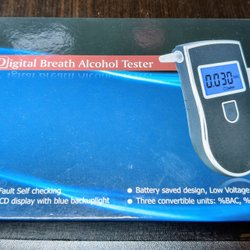 Digital Breath Alcohol Tester
0.030
Fault Self checking
CD display with blue backuplight
Battery saved design, Low Voltage
Three convertible units: %BAC, %